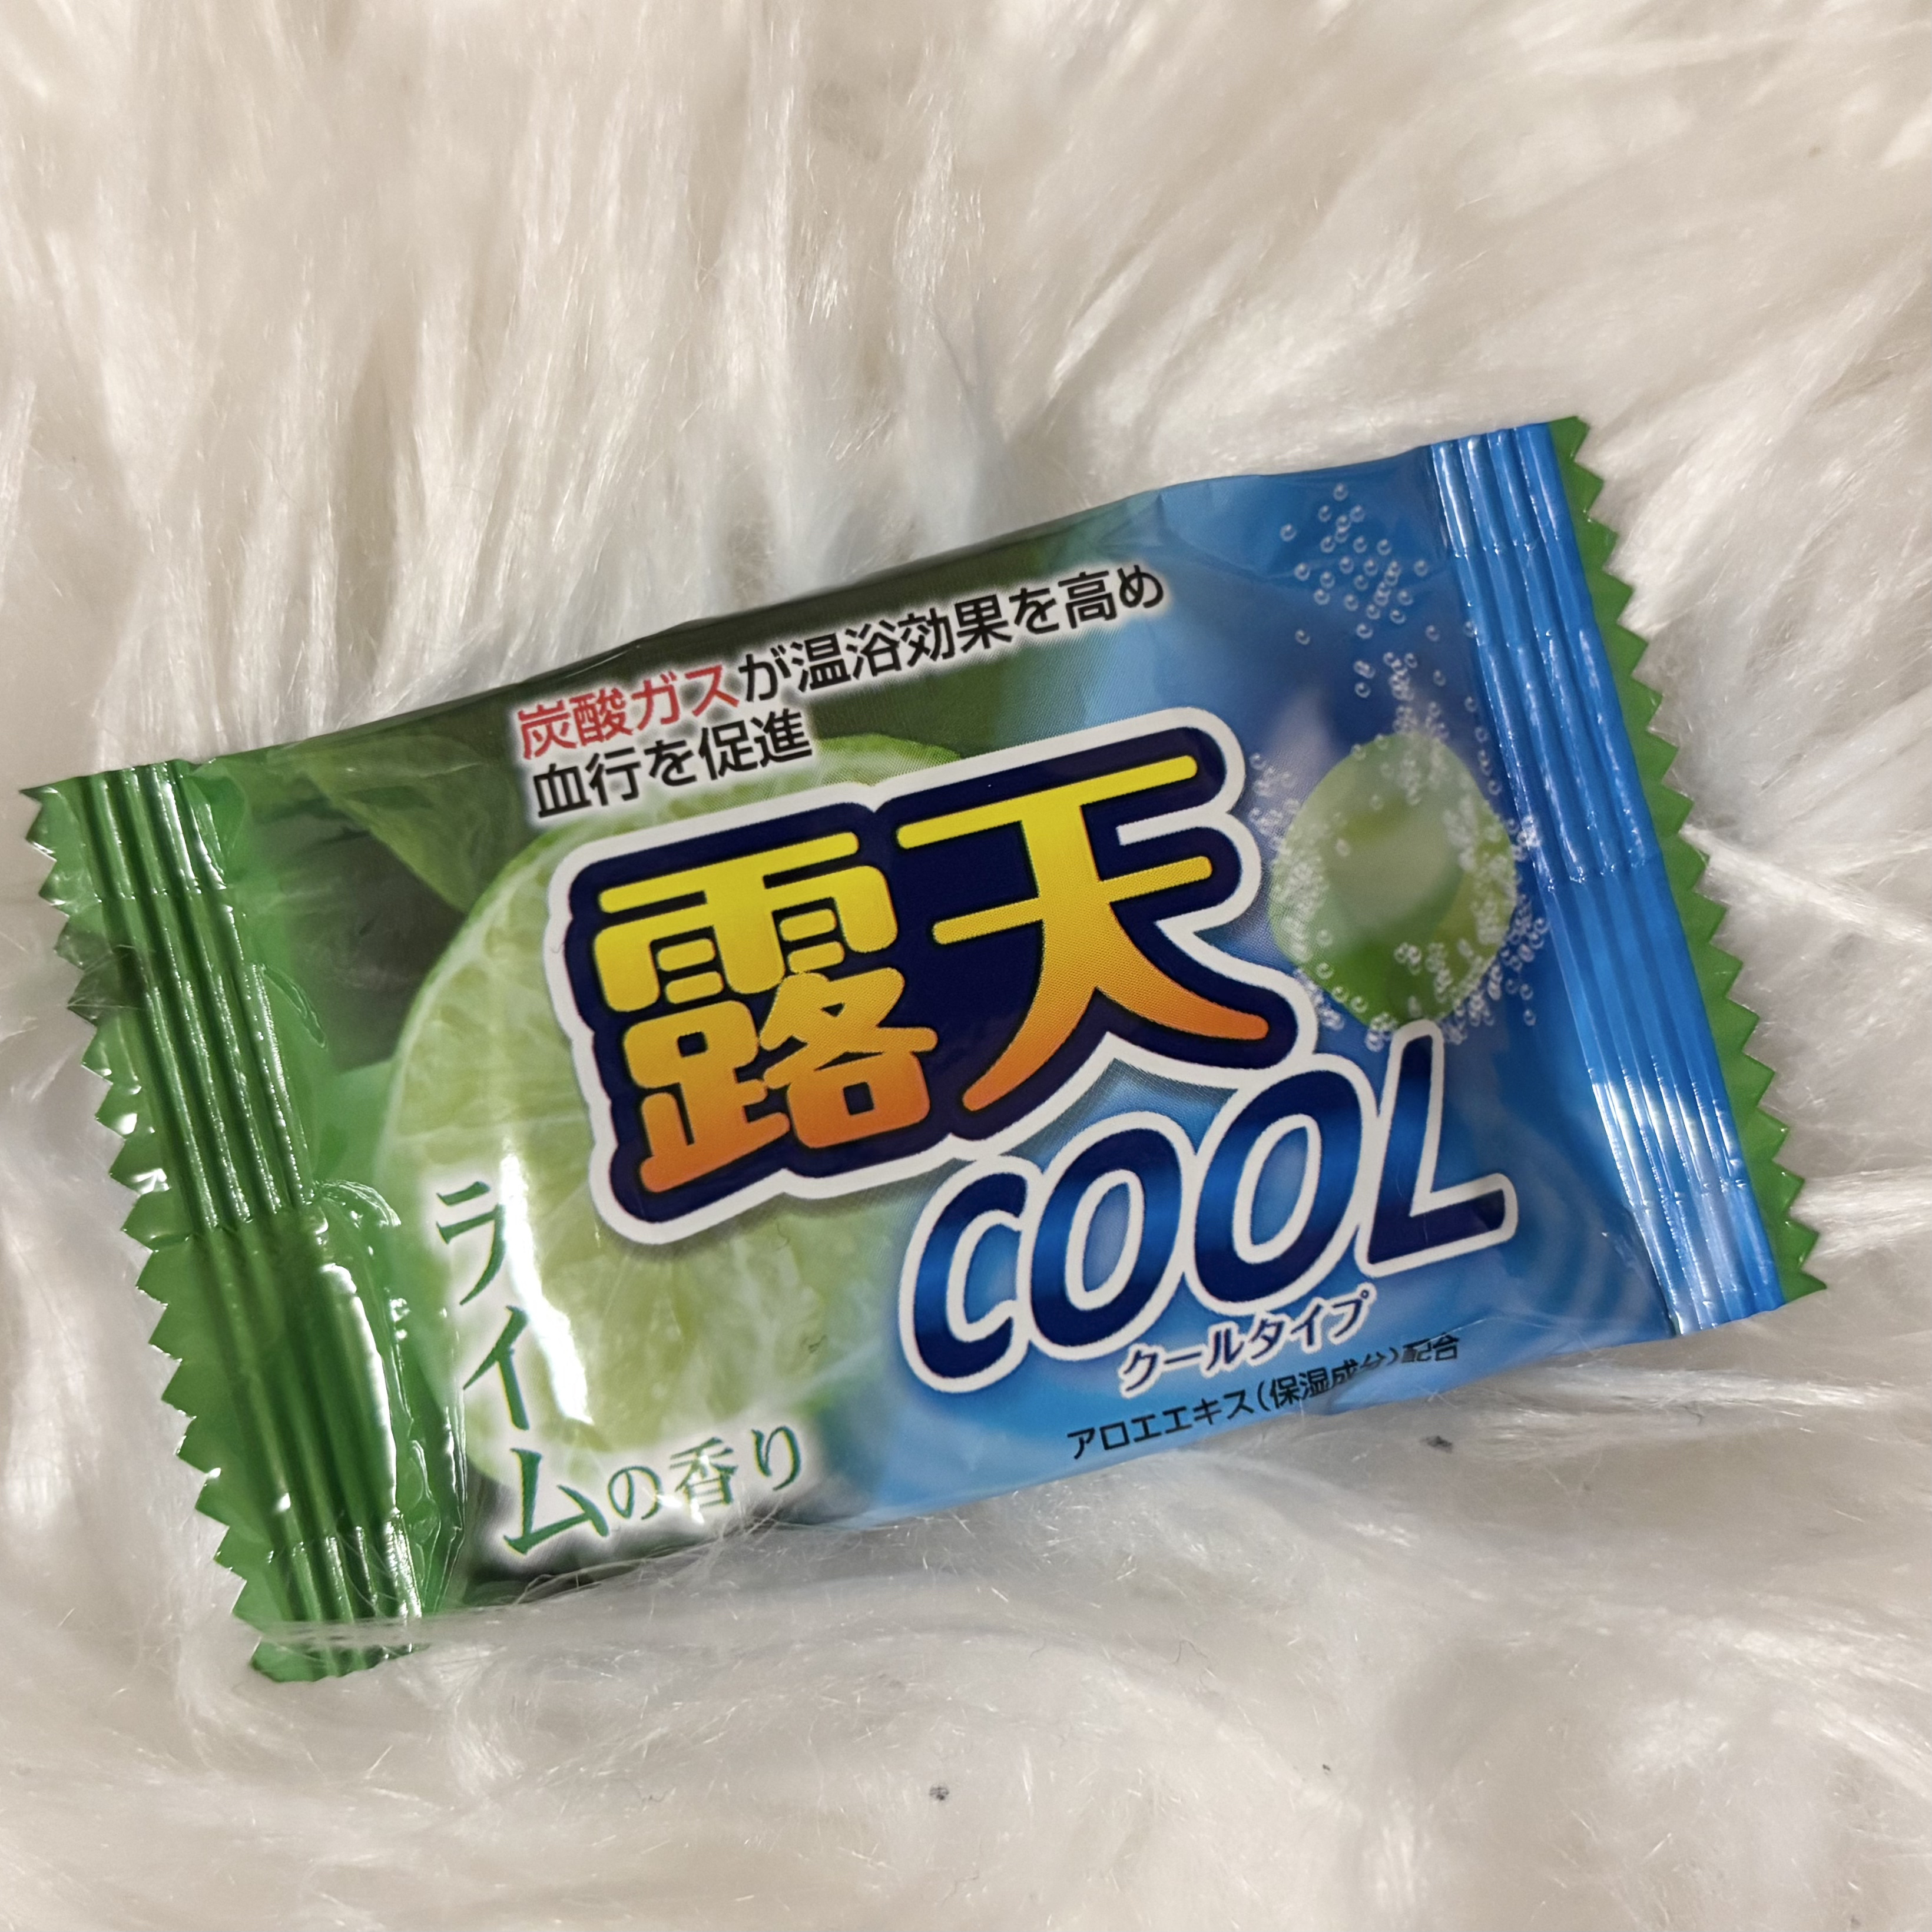 炭酸ガスが温浴効果を高め
血行を促進
露天
COOL
クールタイプ
アロエエキス(保湿成分)配合
ライムの香り